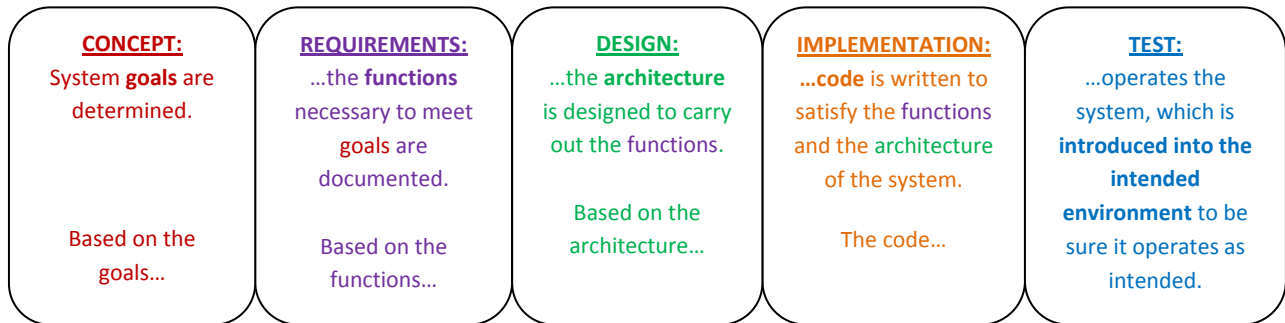 CONCEPT:
System goals are
determined.
Based on the
goals…
REQUIREMENTS:
…the functions
necessary to meet
goals are
documented.
Based on the
functions…
DESIGN:
…the architecture
is designed to carry
out the functions.
Based on the
architecture…
IMPLEMENTATION:
…code is written to
satisfy the functions
and the architecture
of the system.
The code…
TEST:
…operates the
system, which is
introduced into the
intended
environment to be
sure it operates as
intended.